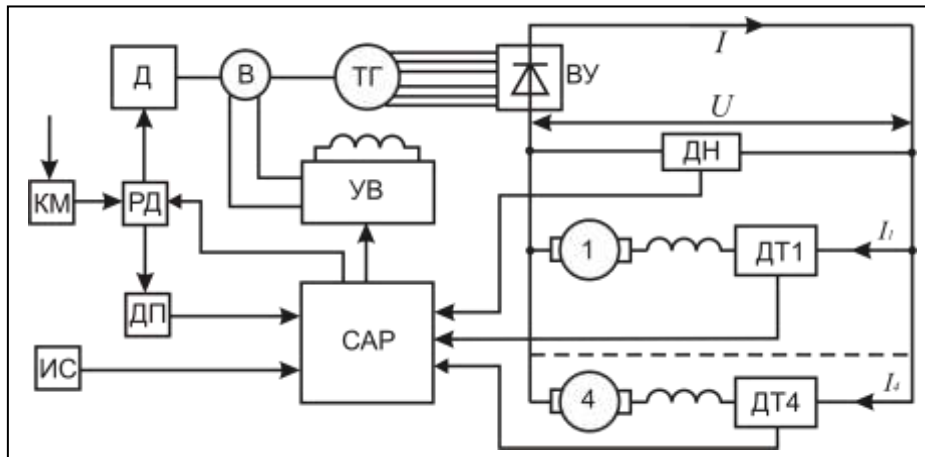 I
Д
В
ТГ
ВУ
U
ДН
КМ
РД
УВ
1
ДТ1
I₁
ДП
САР
ИС
4
ДТ4
I₄